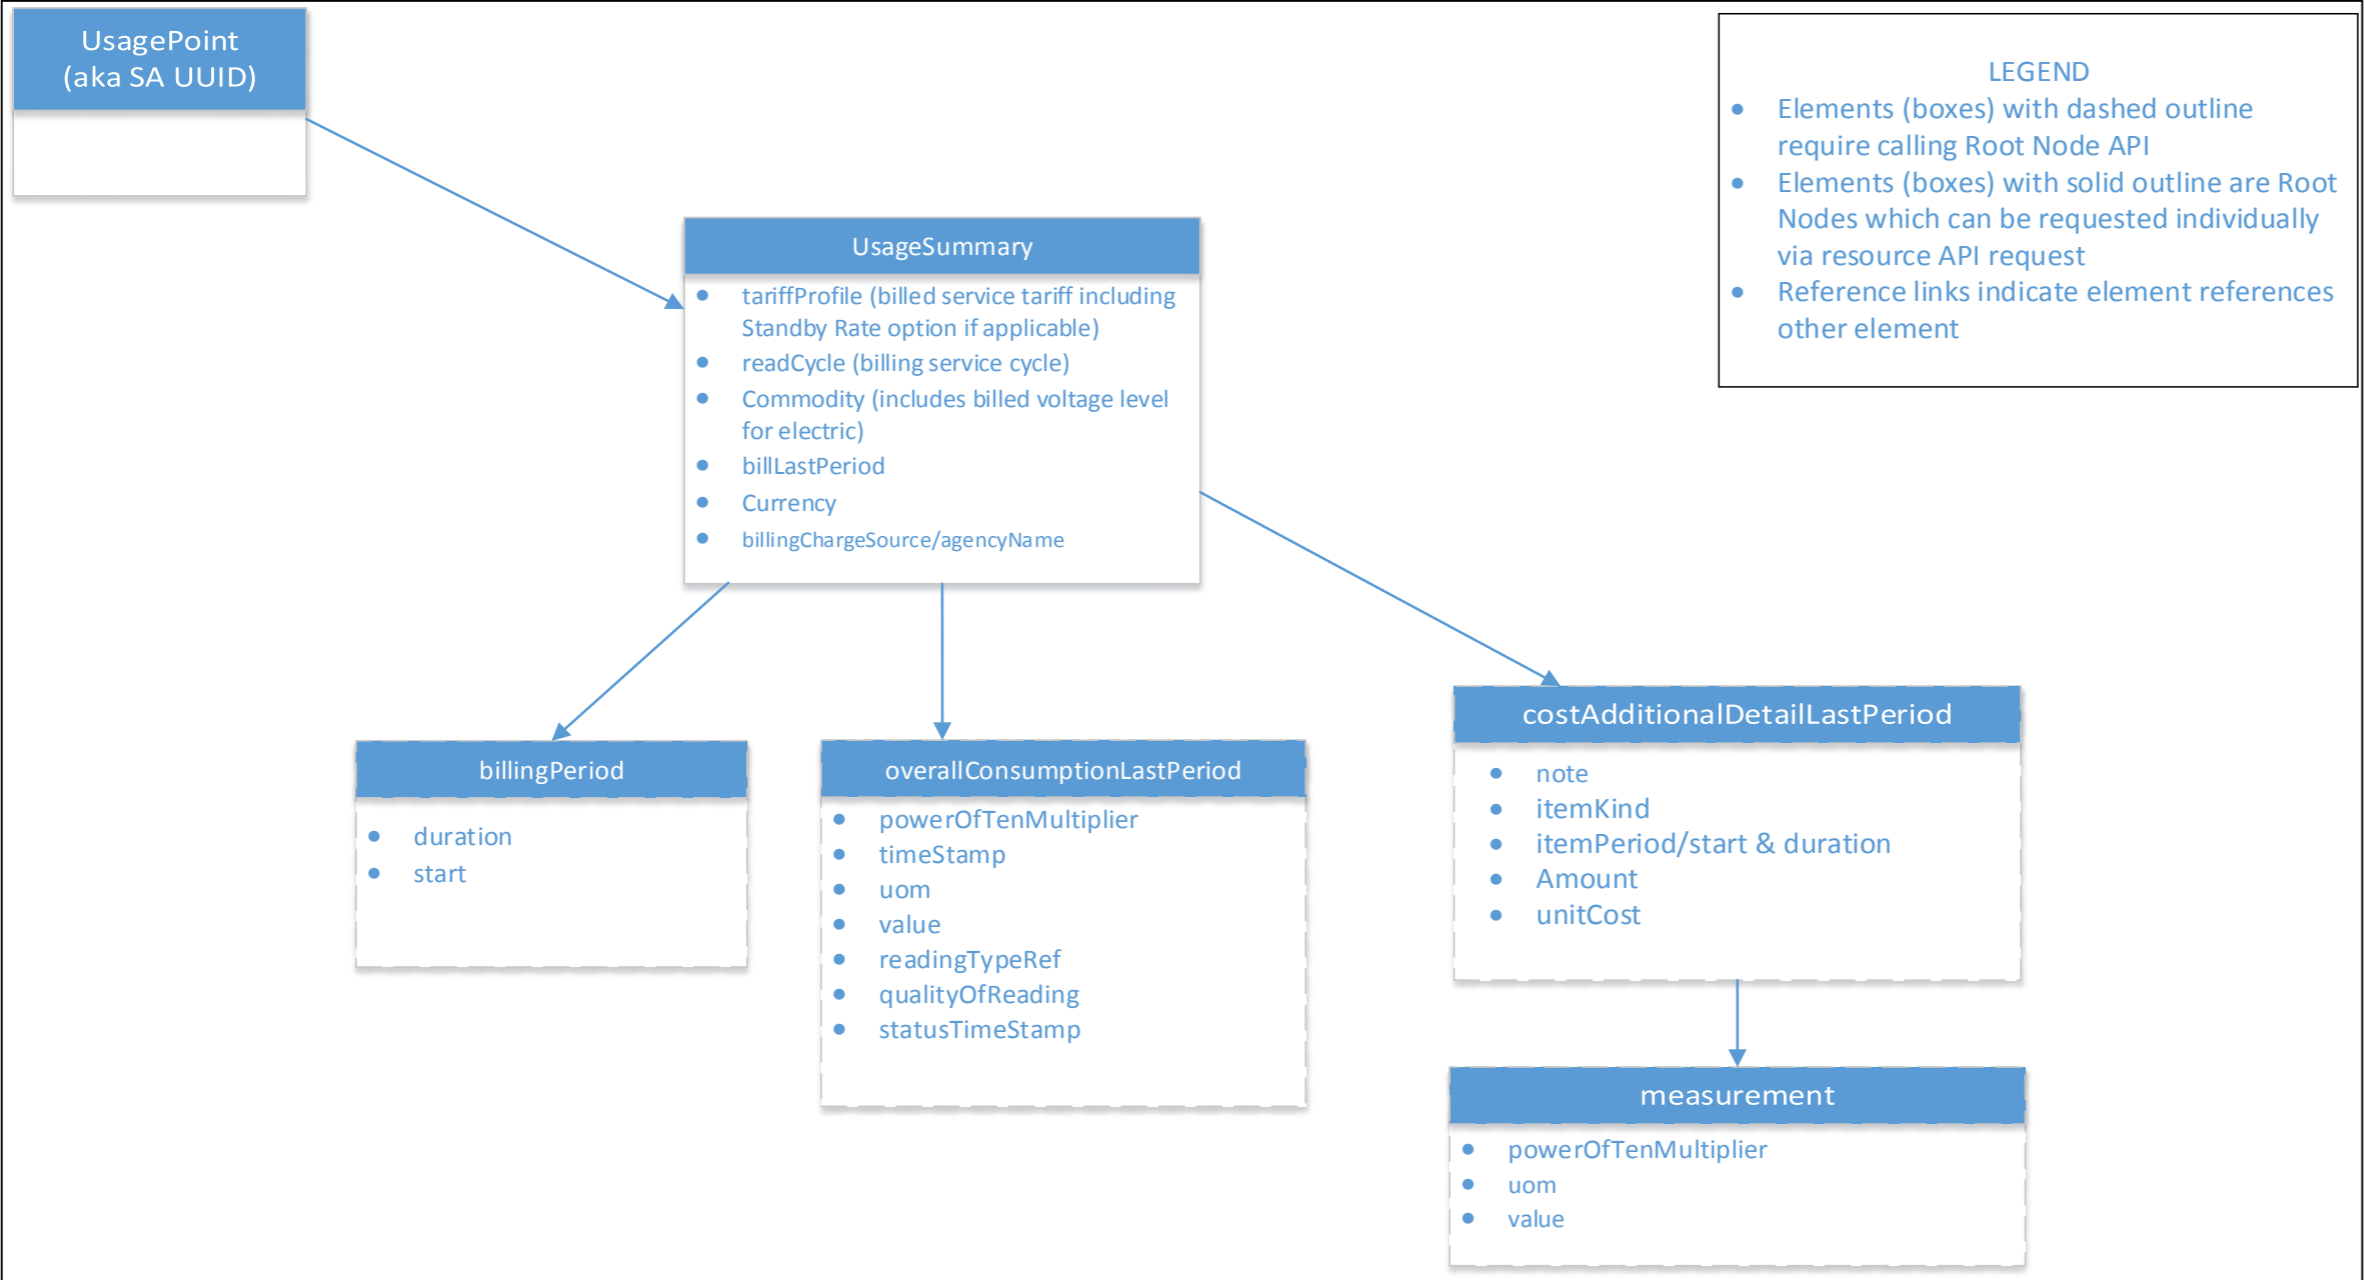 UsagePoint
(aka SA UUID)
LEGEND
• Elements (boxes) with dashed outline
require calling Root Node API
• Elements (boxes) with solid outline are Root
Nodes which can be requested individually
via resource API request
• Reference links indicate element references
other element
UsageSummary
• tariffProfile (billed service tariff including
Standby Rate option if applicable)
• readCycle (billing service cycle)
• Commodity (includes billed voltage level
for electric)
• billLastPeriod
• Currency
• billingChargeSource/agencyName
billingPeriod
• duration
• start
overallConsumptionLastPeriod
• powerOfTenMultiplier
• timeStamp
• uom
• value
• readingTypeRef
• qualityOfReading
• statusTimeStamp
costAdditionalDetailLastPeriod
• note
• itemKind
• itemPeriod/start & duration
• Amount
• unitCost
measurement
• powerOfTenMultiplier
• uom
• value